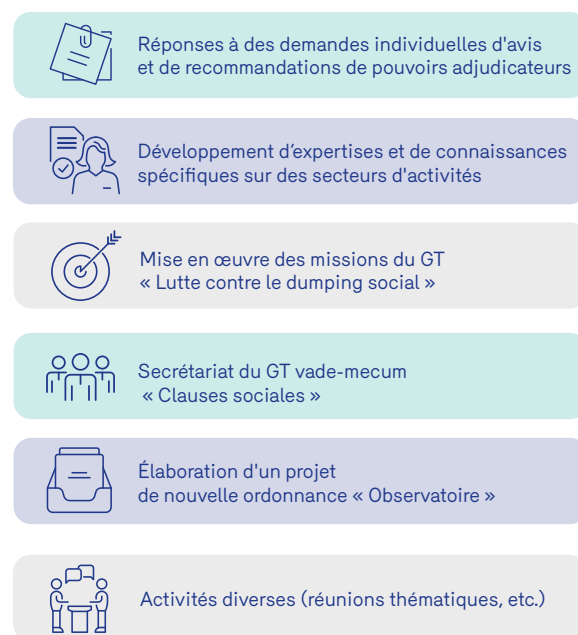 Réponses à des demandes individuelles d'avis
et de recommandations de pouvoirs adjudicateurs
Développement d'expertises et de connaissances
spécifiques sur des secteurs d'activités
Mise en œuvre des missions du GT
« Lutte contre le dumping social »
Secrétariat du GT vade-mecum
« Clauses sociales »
Élaboration d'un projet
de nouvelle ordonnance « Observatoire »
Activités diverses (réunions thématiques, etc.)